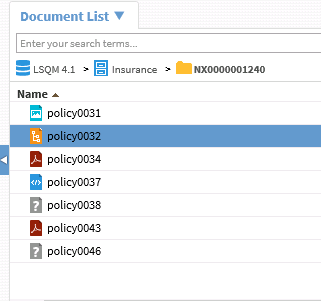 Document List
Enter your search terms...
LSQM 4.1 > Insurance > NX0000001240
Name
policy0031
policy0032
policy0034
policy0037
policy0038
policy0043
policy0046